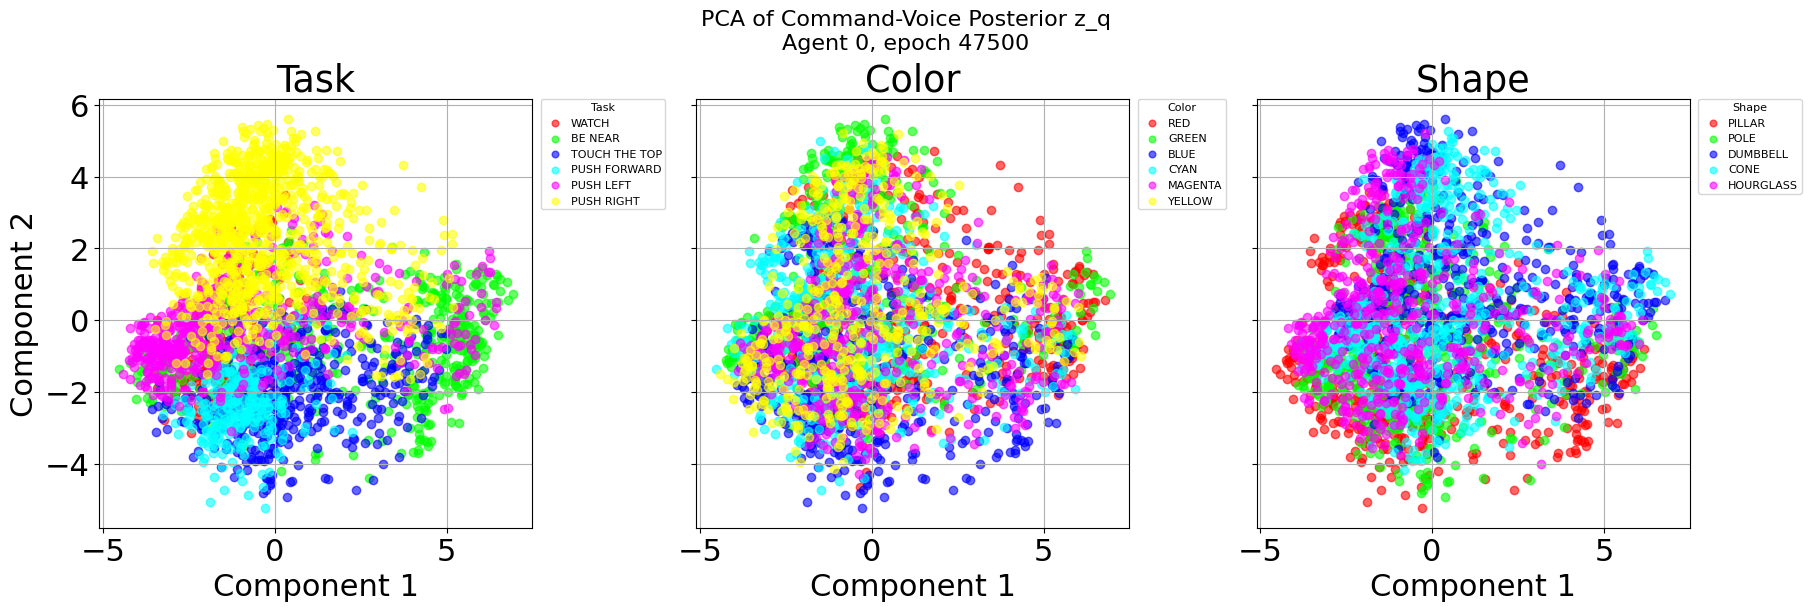 PCA of Command-Voice Posterior z_q
Agent 0, epoch 47500
Task
Color
Shape
Component 2
6
4
2
0
−2
−4
−5
0
5
Component 1
Task
WATCH
BE NEAR
TOUCH THE TOP
PUSH FORWARD
PUSH LEFT
PUSH RIGHT
−5
0
5
Component 1
Color
RED
GREEN
BLUE
CYAN
MAGENTA
YELLOW
−5
0
5
Component 1
Shape
PILLAR
POLE
DUMBBELL
CONE
HOURGLASS